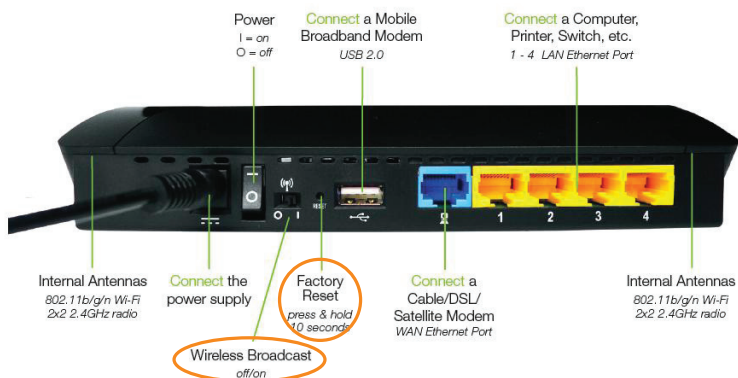 Power
I = on
O = off
Connect a Mobile
Broadband Modem
USB 2.0
Connect a Computer,
Printer, Switch, etc.
1 - 4 LAN Ethernet Port
RESET
O I
1 2 3 4
Internal Antennas
802.11b/g/n Wi-Fi
2x2 2.4GHz radio
Connect the
power supply
Factory
Reset
press & hold
10 seconds
Wireless Broadcast
off/on
Connect a
Cable/DSL/
Satellite Modem
WAN Ethernet Port
Internal Antennas
802.11b/g/n Wi-Fi
2x2 2.4GHz radio